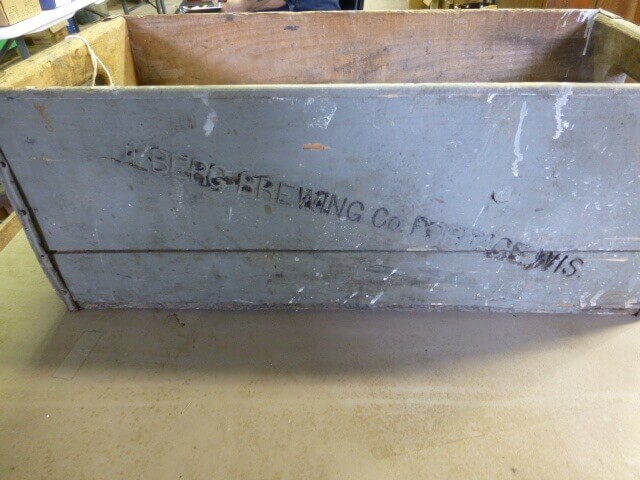 BREWING Co. PORTAGE, WIS.